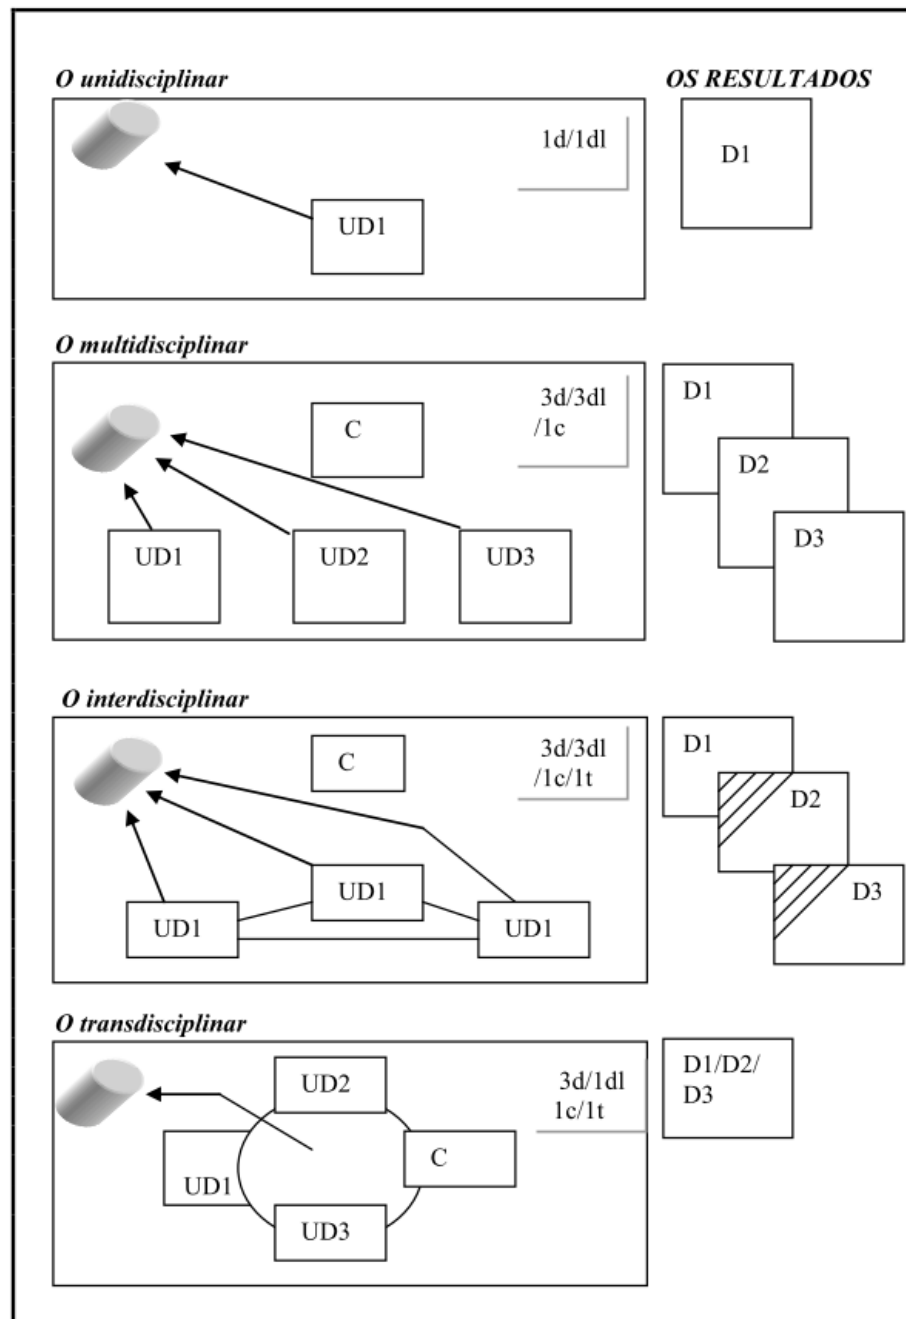 O unidisciplinar
OS RESULTADOS
1d/1dl
D1
UD1
O multidisciplinar
3d/3dl
/1c
C
D1
D2
D3
UD1
UD2
UD3
O interdisciplinar
3d/3dl
/1c/1t
C
D1
D2
D3
UD1
UD1
UD1
O transdisciplinar
UD2
3d/1dl
1c/1t
D1/D2/
D3
C
UD1
UD3